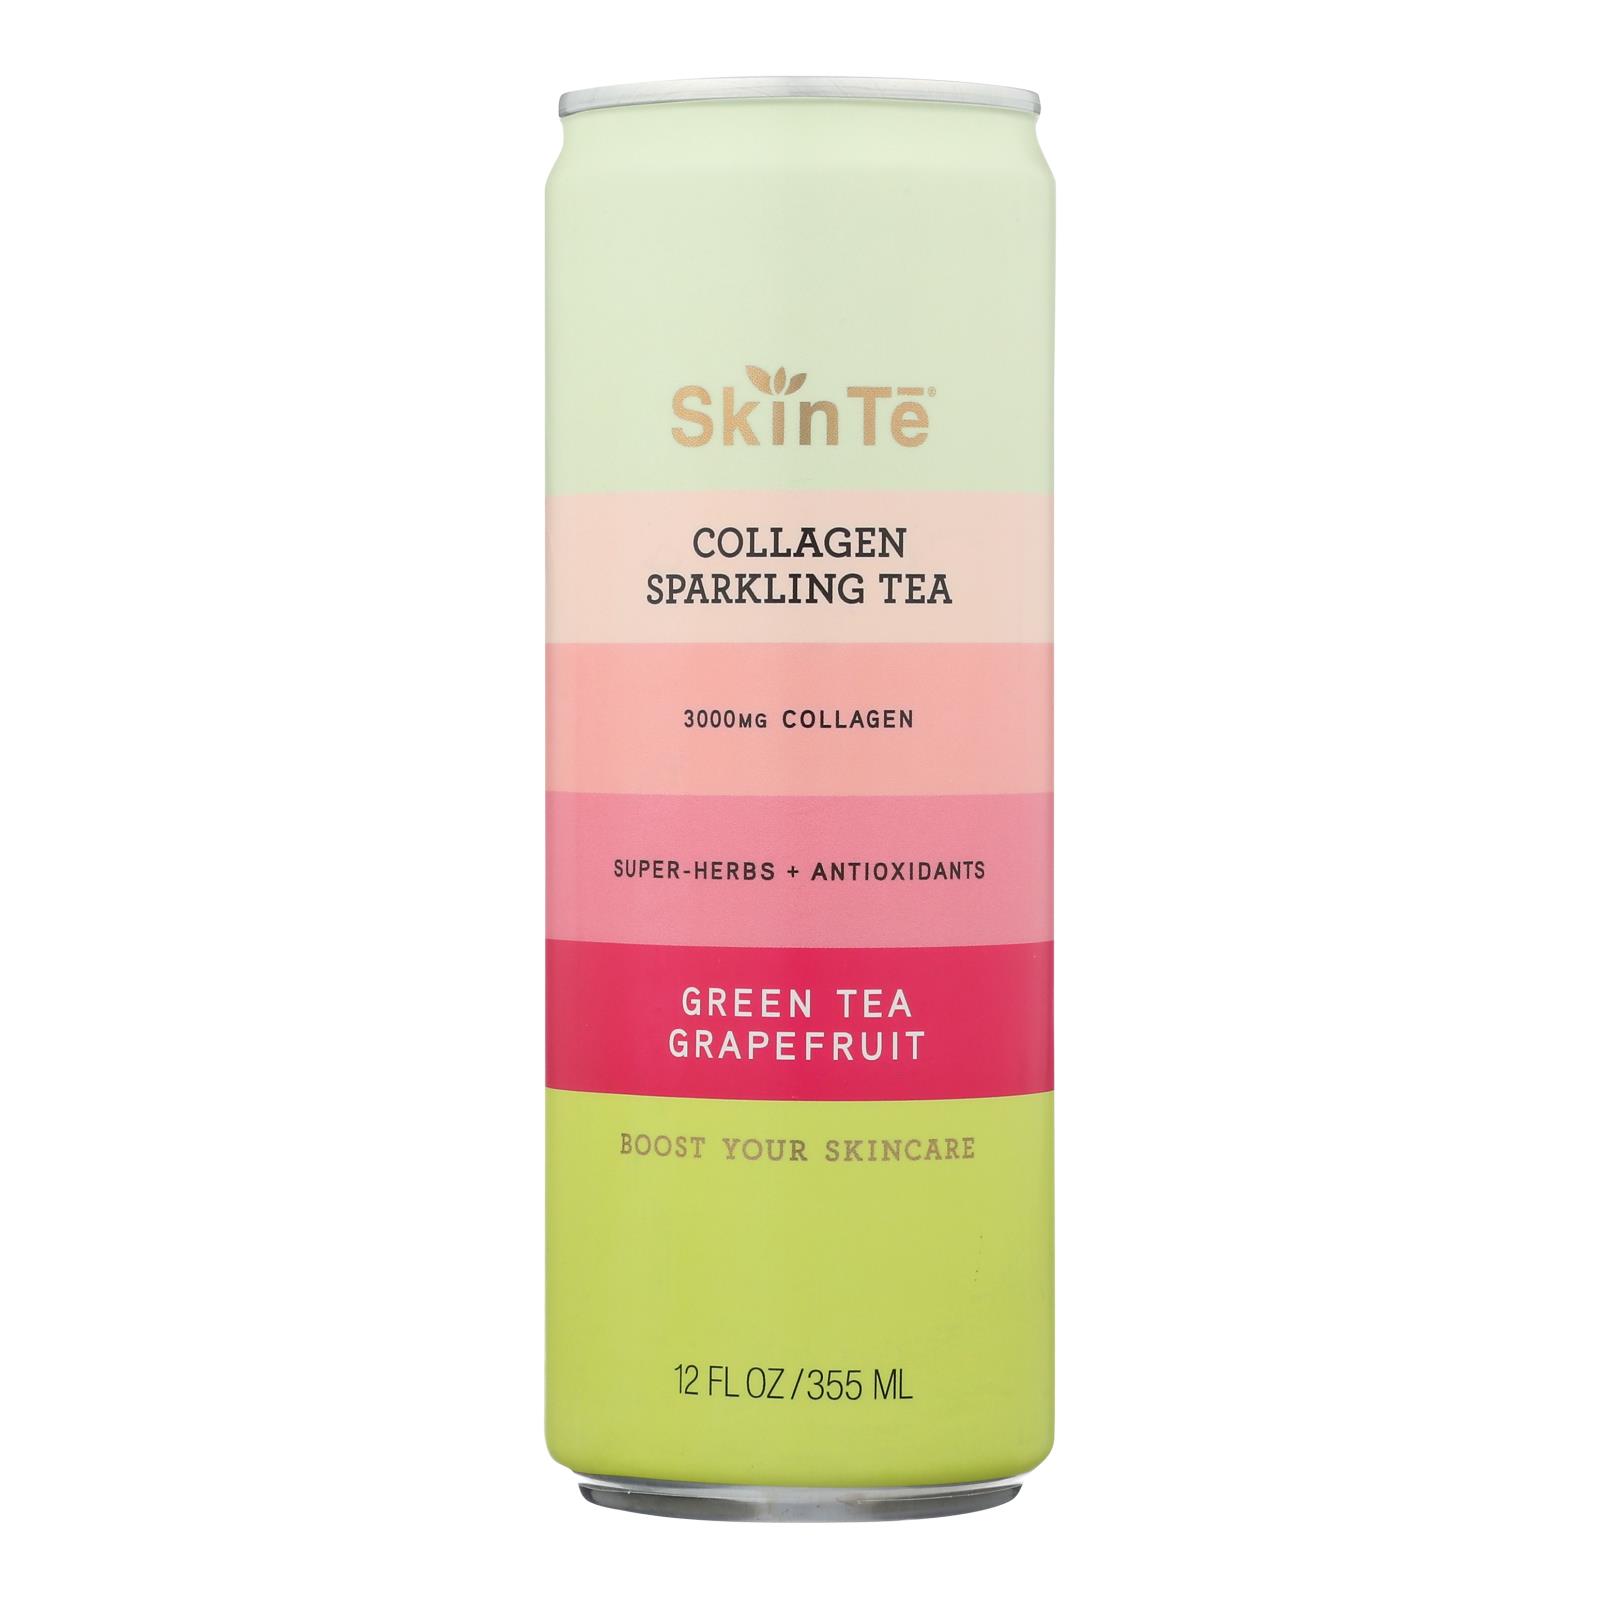 SkinTē®
COLLAGEN
SPARKLING TEA
3000MG COLLAGEN
SUPER-HERBS + ANTIOXIDANTS
GREEN TEA
GRAPEFRUIT
BOOST YOUR SKINCARE
12 FL OZ/355 ML